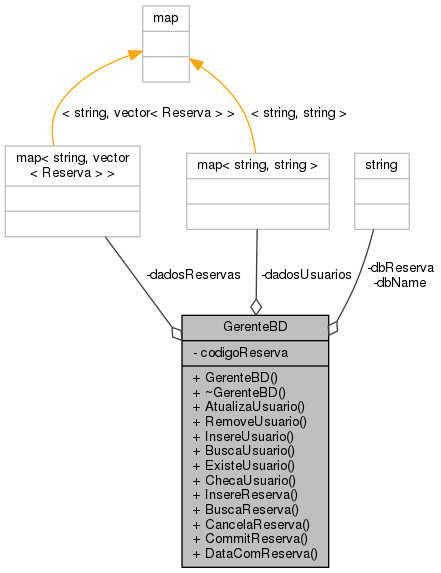 map
< string, vector< Reserva > >
< string, string >
map< string, vector
< Reserva > >
map< string, string >
string
-dadosReservas
-dadosUsuarios
-dbReserva
-dbName
GerenteBD
- codigoReserva
+ GerenteBD()
+ ~GerenteBD()
+ AtualizaUsuario()
+ RemoveUsuario()
+ InsereUsuario()
+ BuscaUsuario()
+ ExisteUsuario()
+ ChecaUsuario()
+ InsereReserva()
+ BuscaReserva()
+ CancelaReserva()
+ CommitReserva()
+ DataComReserva()